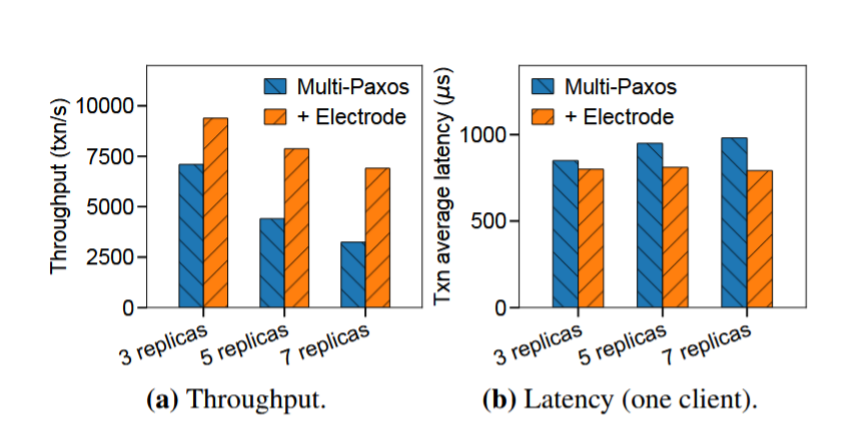 Throughput (txn/s)
10000
7500
5000
2500
0
Multi-Paxos
+ Electrode
3 replicas
5 replicas
7 replicas
(a) Throughput.
Txn average latency (µs)
1000
500
0
Multi-Paxos
+ Electrode
3 replicas
5 replicas
7 replicas
(b) Latency (one client).